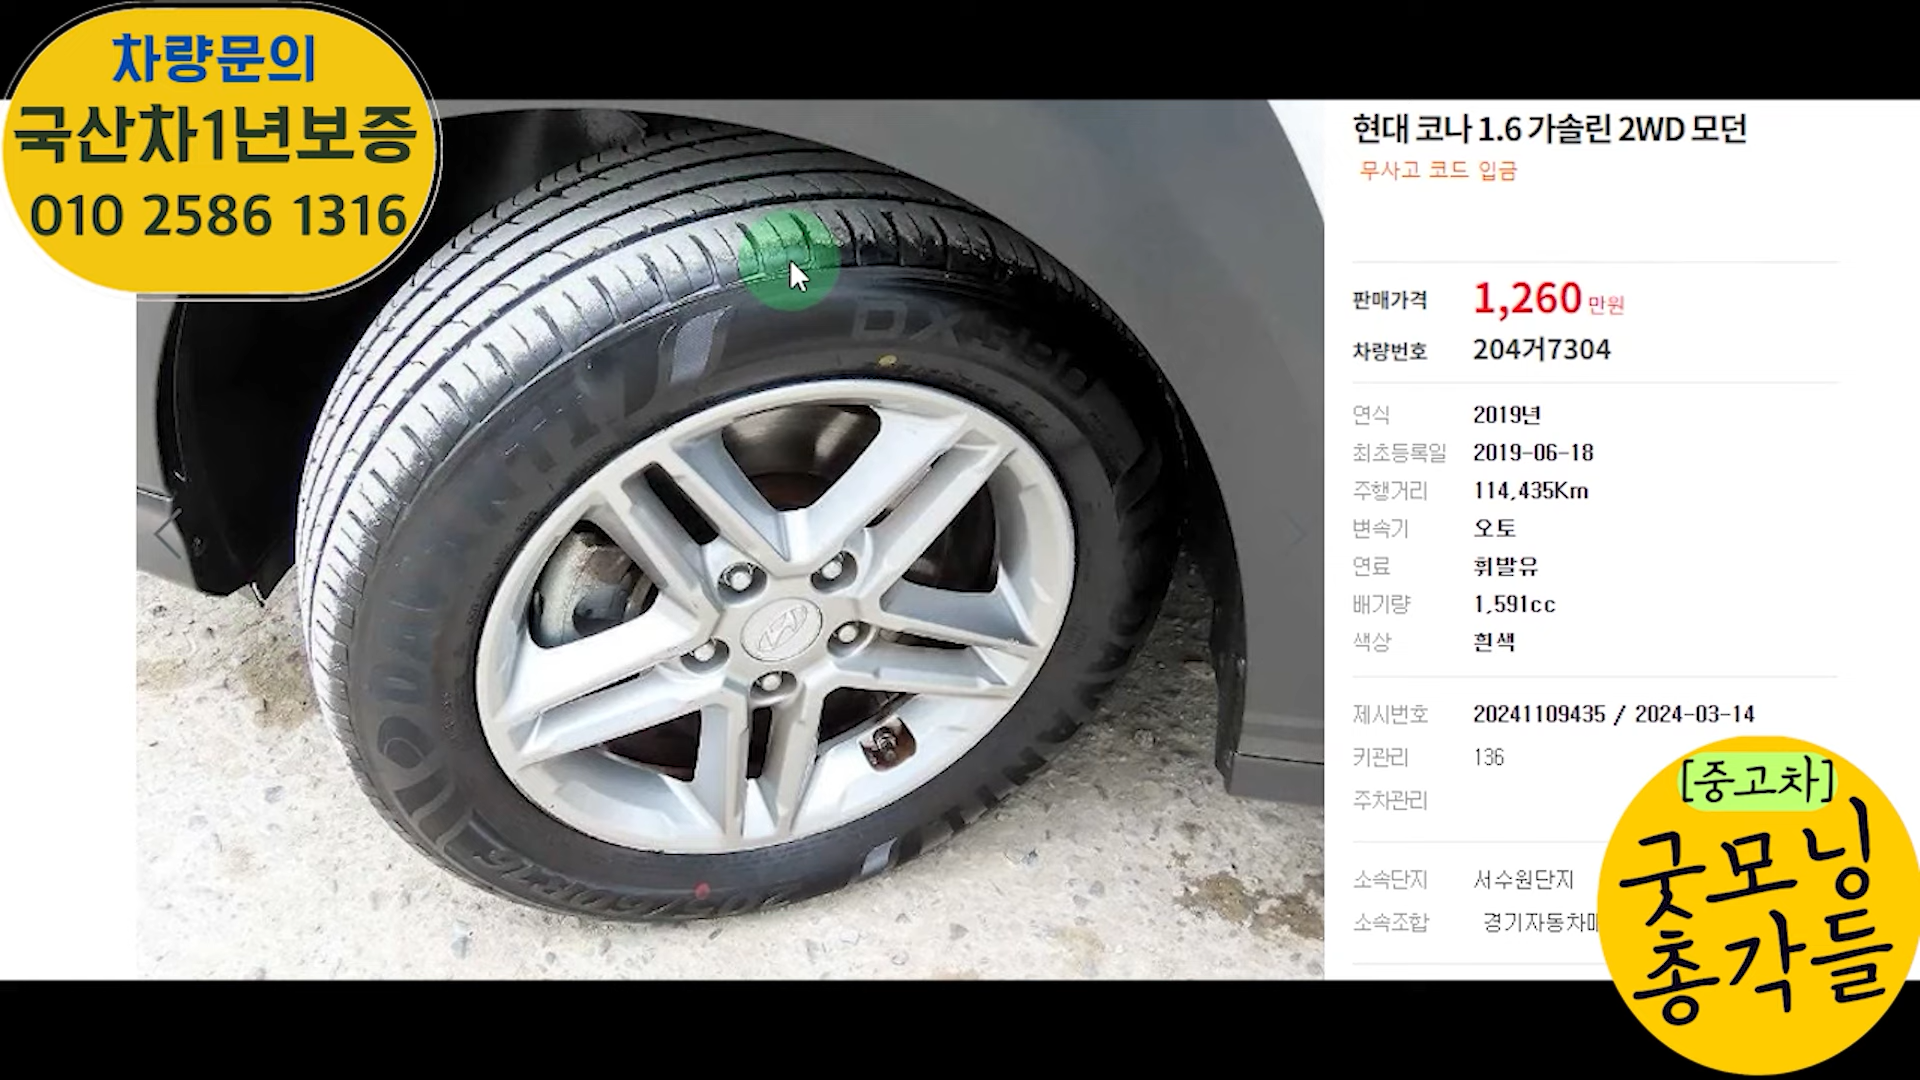 차량문의
국산차1년보증
010 2586 1316
현대 코나 1.6 가솔린 2WD 모던
무사고 코드 입금
판매가격 1,260 만원
차량번호 204거7304
연식 2019년
최초등록일 2019-06-18
주행거리 114,435Km
변속기 오토
연료 휘발유
배기량 1,591cc
색상 흰색
제시번호 20241109435 / 2024-03-14
키관리 136
주차관리
소속단지 서수원단지
소속조합 경기자동차매
[중고차]
굿모닝
총각들